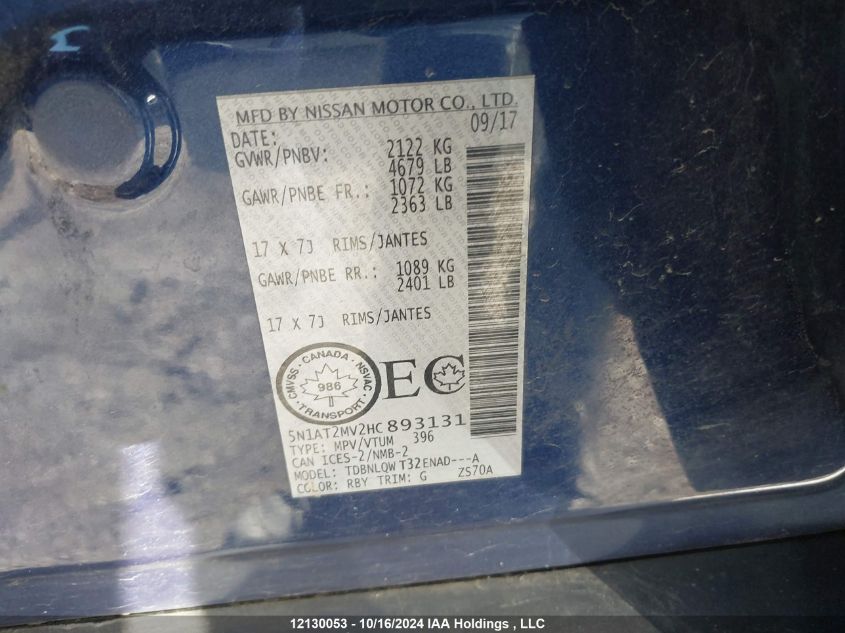 MFD BY NISSAN MOTOR CO., LTD.
DATE: 09/17
GVWR/PNBV: 2122 KG
4679 LB
GAWR/PNBE FR.: 1072 KG
2363 LB
17 X 7J RIMS/JANTES
GAWR/PNBE RR.: 1089 KG
2401 LB
17 X 7J RIMS/JANTES
CMVSS · CANADA · NSVAC
986
TRANSPORT
EC
5N1AT2MV2HC893131
TYPE: MPV/VTUM 396
CAN ICES-2/NMB-2
MODEL: TDBNLQWT32ENAD---A
COLOR: RBY TRIM: G ZS70A
12130053 - 10/16/2024 IAA Holdings , LLC